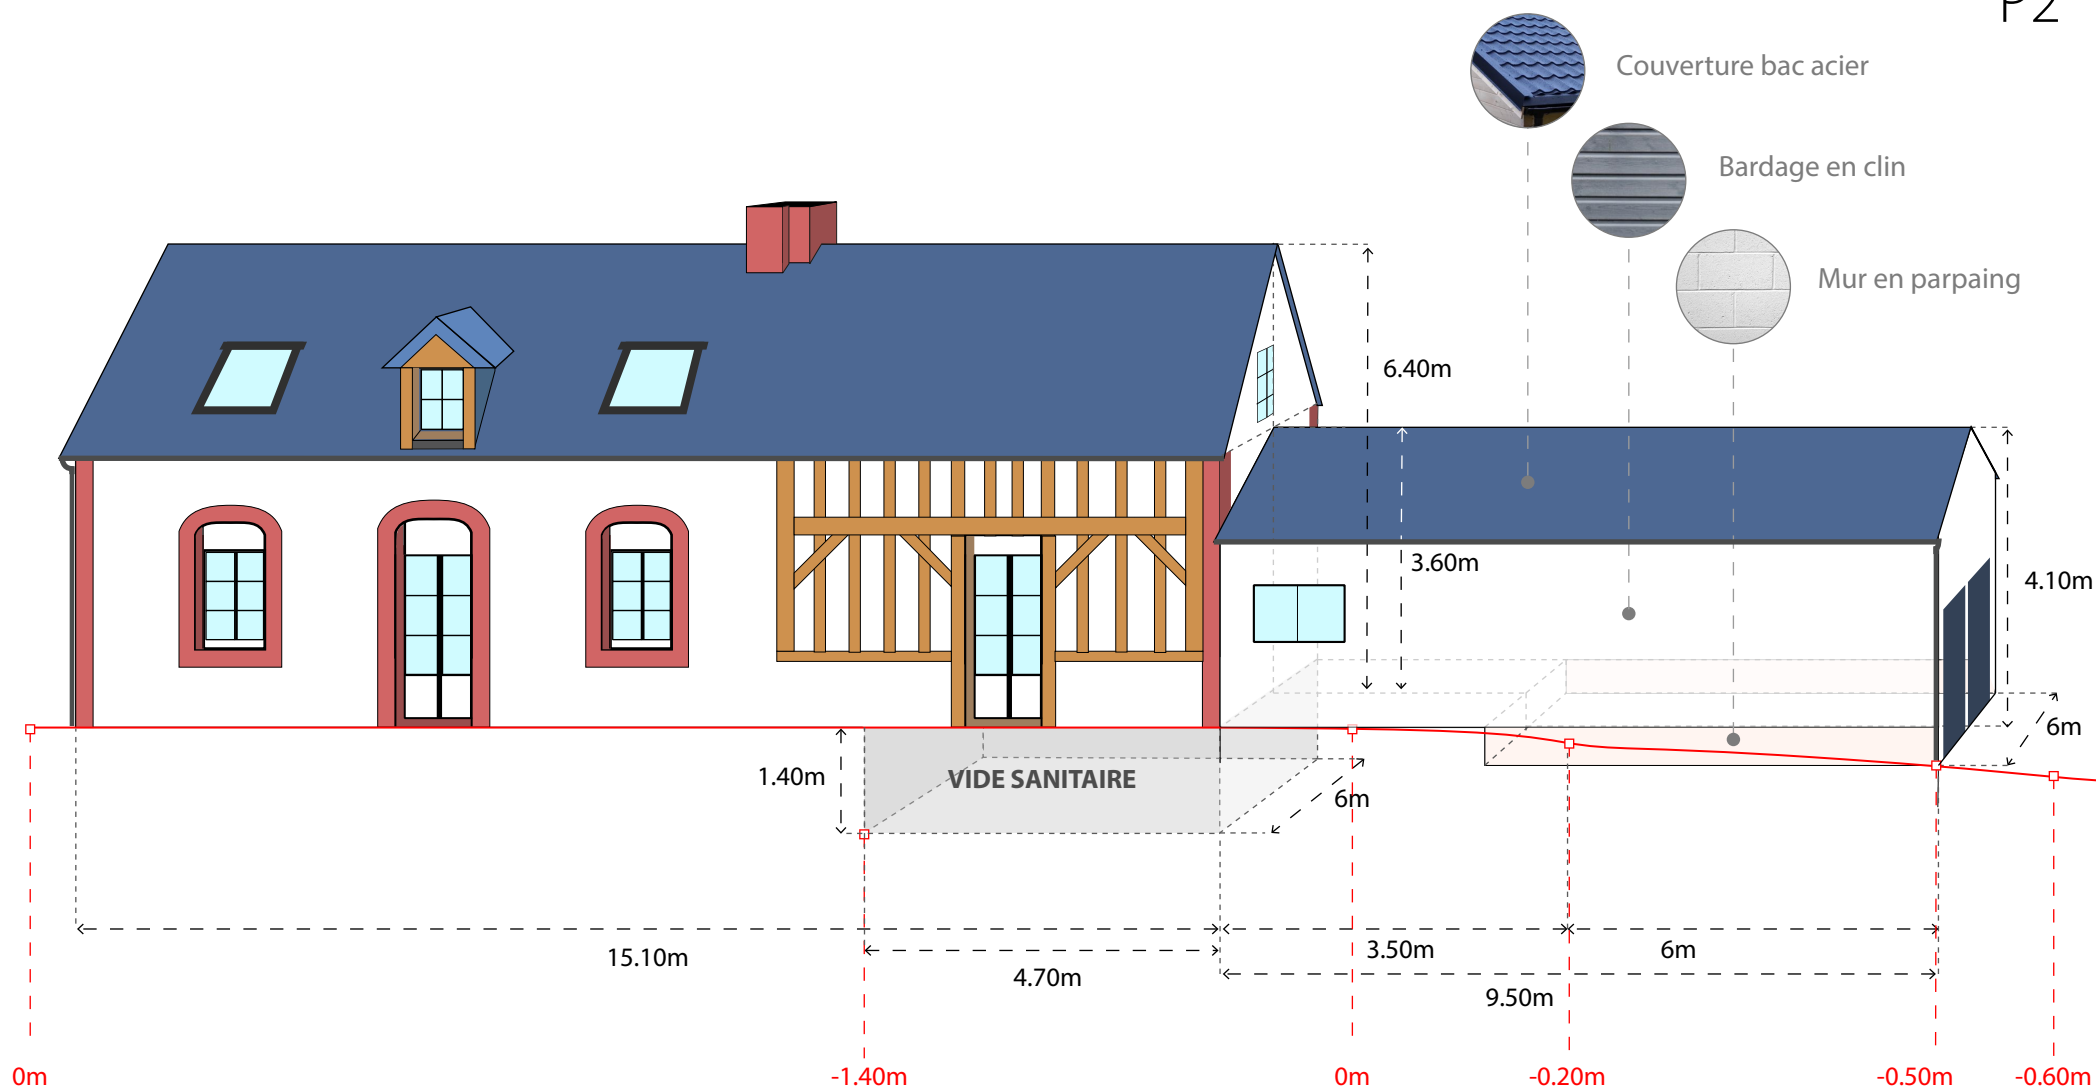 P2
Couverture bac acier
Bardage en clin
Mur en parpaing
6.40m
3.60m
4.10m
6m
1.40m
VIDE SANITAIRE
6m
15.10m
4.70m
3.50m
6m
9.50m
0m
-1.40m
0m
-0.20m
-0.50m
-0.60m